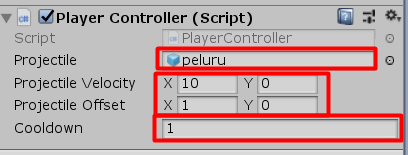 Player Controller (Script)
Script PlayerController
Projectile peluru
Projectile Velocity X 10 Y 0
Projectile Offset X 1 Y 0
Cooldown 1